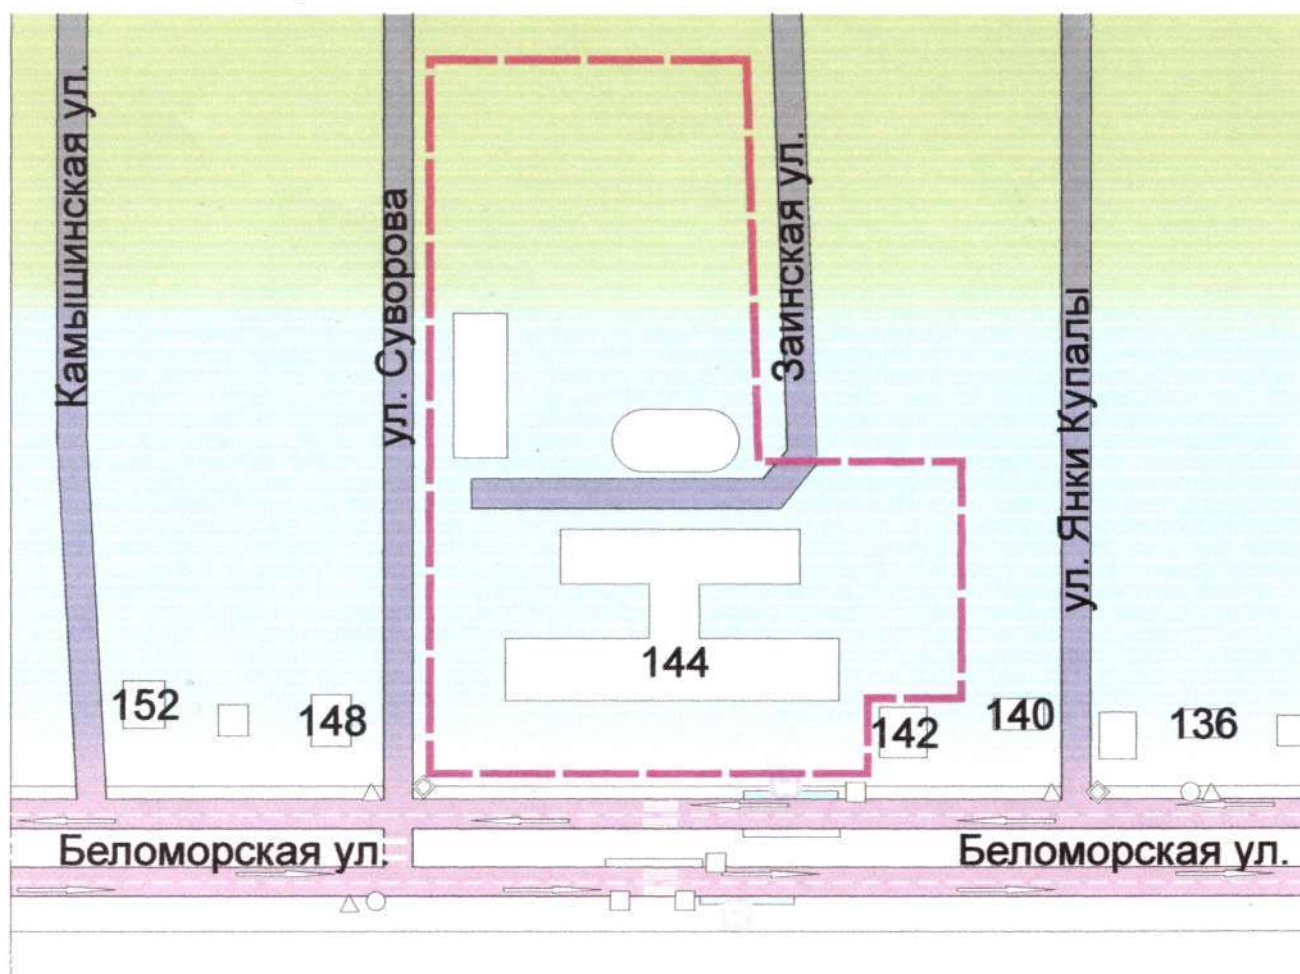 Камышинская ул.
ул. Суворова
Заинская ул.
ул. Янки Купалы
152
148
144
142
140
136
Беломорская ул.
Беломорская ул.